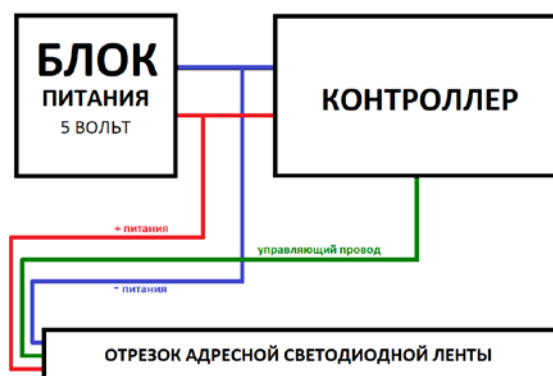 БЛОК
ПИТАНИЯ
5 ВОЛЬТ
КОНТРОЛЛЕР
+ питания
управляющий провод
- питания
ОТРЕЗОК АДРЕСНОЙ СВЕТОДИОДНОЙ ЛЕНТЫ